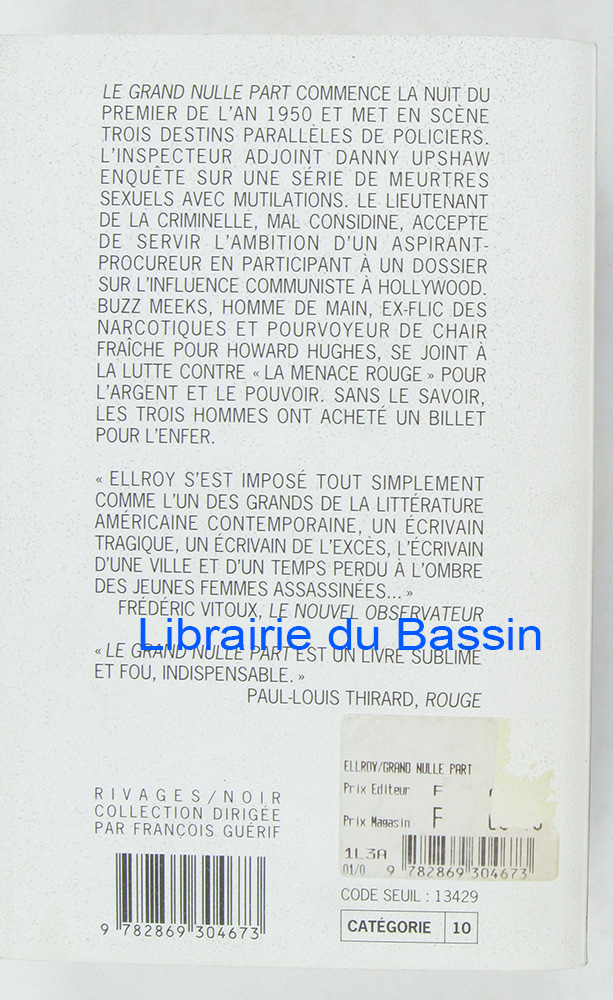 LE GRAND NULLE PART COMMENCE LA NUIT DU
PREMIER DE L'AN 1950 ET MET EN SCÈNE
TROIS DESTINS PARALLÈLES DE POLICIERS.
L'INSPECTEUR ADJOINT DANNY UPSHAW
ENQUÊTE SUR UNE SÉRIE DE MEURTRES
SEXUELS AVEC MUTILATIONS. LE LIEUTENANT
DE LA CRIMINELLE, MAL CONSIDINE, ACCEPTE
DE SERVIR L'AMBITION D'UN ASPIRANT-
PROCUREUR EN PARTICIPANT À UN DOSSIER
SUR L'INFLUENCE COMMUNISTE À HOLLYWOOD.
BUZZ MEEKS, HOMME DE MAIN, EX-FLIC DES
NARCOTIQUES ET POURVOYEUR DE CHAIR
FRAÎCHE POUR HOWARD HUGHES, SE JOINT À
LA LUTTE CONTRE « LA MENACE ROUGE » POUR
L'ARGENT ET LE POUVOIR. SANS LE SAVOIR,
LES TROIS HOMMES ONT ACHETÉ UN BILLET
POUR L'ENFER.
« ELLROY S'EST IMPOSÉ TOUT SIMPLEMENT
COMME L'UN DES GRANDS DE LA LITTÉRATURE
AMÉRICAINE CONTEMPORAINE, UN ÉCRIVAIN
TRAGIQUE, UN ÉCRIVAIN DE L'EXCÈS, L'ÉCRIVAIN
D'UNE VILLE ET D'UN TEMPS PERDU À L'OMBRE
DES JEUNES FEMMES ASSASSINÉES... »
FRÉDÉRIC VITOUX, LE NOUVEL OBSERVATEUR
Librairie du Bassin
« LE GRAND NULLE PART EST UN LIVRE SUBLIME
ET FOU, INDISPENSABLE. »
PAUL-LOUIS THIRARD, ROUGE
RIVAGES/NOIR
COLLECTION DIRIGÉE
PAR FRANÇOIS GUÉRIF
9 782869 304673
ELLROY/GRAND NULLE PART
Prix Editeur F
Prix Magasin F
1L3A
01/0 9 782869 304673
CODE SEUIL : 13429
CATÉGORIE 10